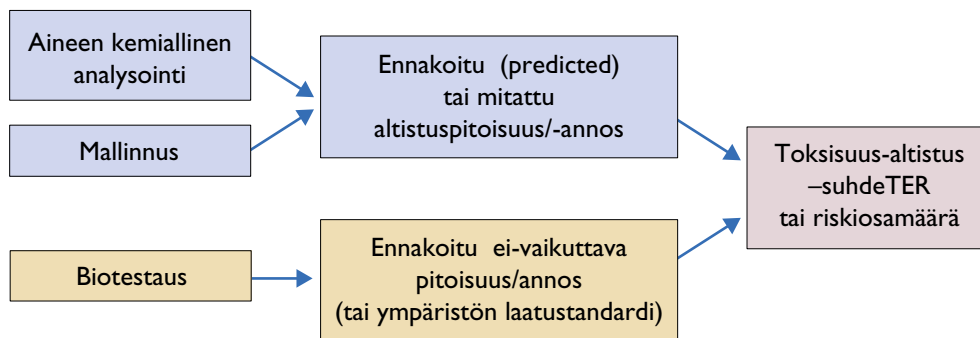 Aineen kemiallinen
analysointi
Mallinnus
Ennakoitu (predicted)
tai mitattu
altistuspitoisuus/-annos
Toksisuus-altistus
–suhdeTER
tai riskiosamäärä
Biotestaus
Ennakoitu ei-vaikuttava
pitoisuus/annos
(tai ympäristön laatustandardi)